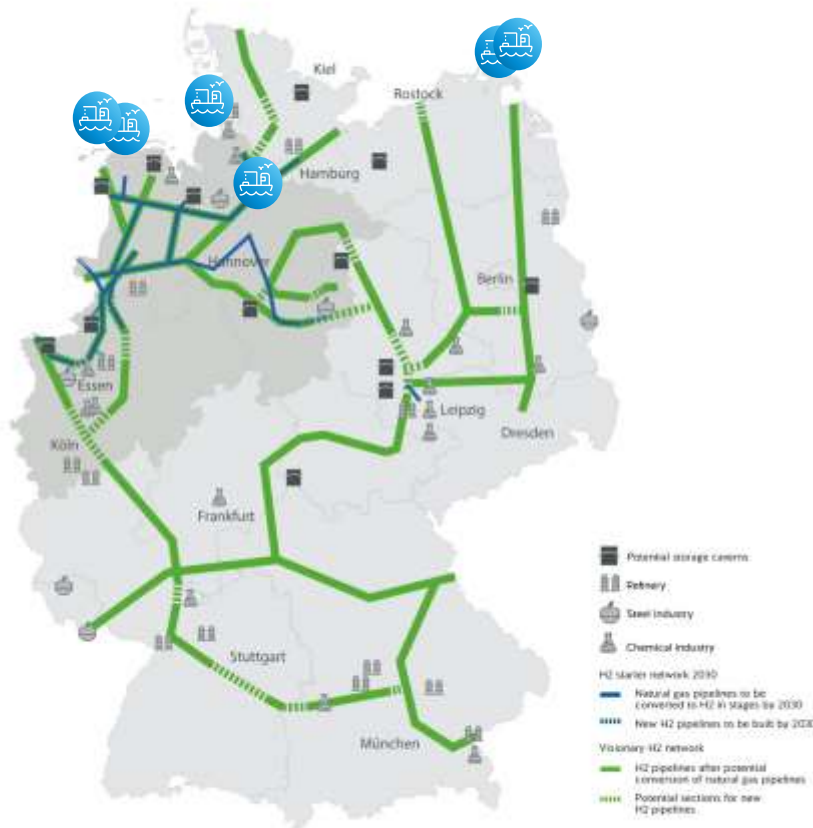 Kiel
Rostock
Hamburg
Hannover
Berlin
Essen
Leipzig
Köln
Dresden
Frankfurt
Stuttgart
München
Potential storage caverns
Refinery
Steel industry
Chemical industry
H2 starter network 2030
Natural gas pipelines to be
converted to H2 in stages by 2030
New H2 pipelines to be built by 203
Visionary H2 network
H2 pipelines after potential
conversion of natural gas pipelines
Potential sections for new
H2 pipelines